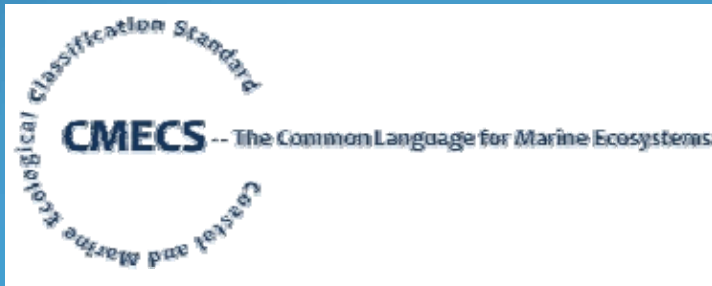 Coastal and Marine Ecological Classification Standard
CMECS -- The Common Language for Marine Ecosystems